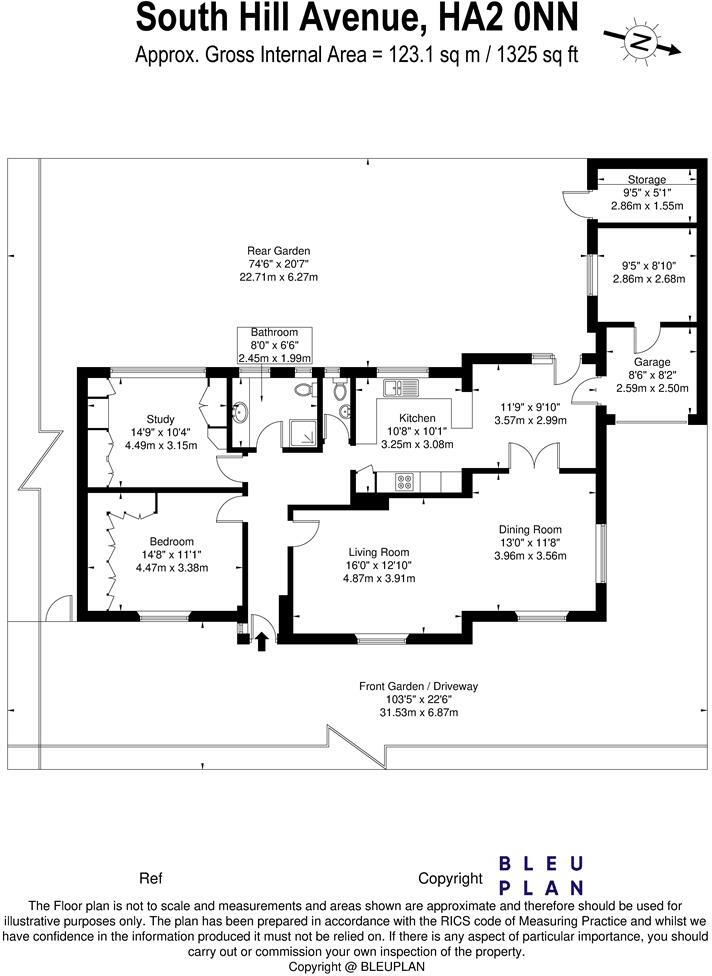 South Hill Avenue, HA2 0NN
Approx. Gross Internal Area = 123.1 sq m / 1325 sq ft
N
Storage
9'5" x 5'1"
2.86m x 1.55m
Rear Garden
74'6" x 20'7"
22.71m x 6.27m
9'5" x 8'10"
2.86m x 2.68m
Bathroom
8'0" x 6'6"
2.45m x 1.99m
Garage
8'6" x 8'2"
2.59m x 2.50m
Study
14'9" x 10'4"
4.49m x 3.15m
Kitchen
10'8" x 10'1"
3.25m x 3.08m
11'9" x 9'10"
3.57m x 2.99m
Bedroom
14'8" x 11'1"
4.47m x 3.38m
Living Room
16'0" x 12'10"
4.87m x 3.91m
Dining Room
13'0" x 11'8"
3.96m x 3.56m
Front Garden / Driveway
103'5" x 22'6"
31.53m x 6.87m
Ref
Copyright
BLEU
PLAN
The Floor plan is not to scale and measurements and areas shown are approximate and therefore should be used for
illustrative purposes only. The plan has been prepared in accordance with the RICS code of Measuring Practice and whilst we
have confidence in the information produced it must not be relied on. If there is any aspect of particular importance, you should
carry out or commission your own inspection of the property.
Copyright @ BLEUPLAN